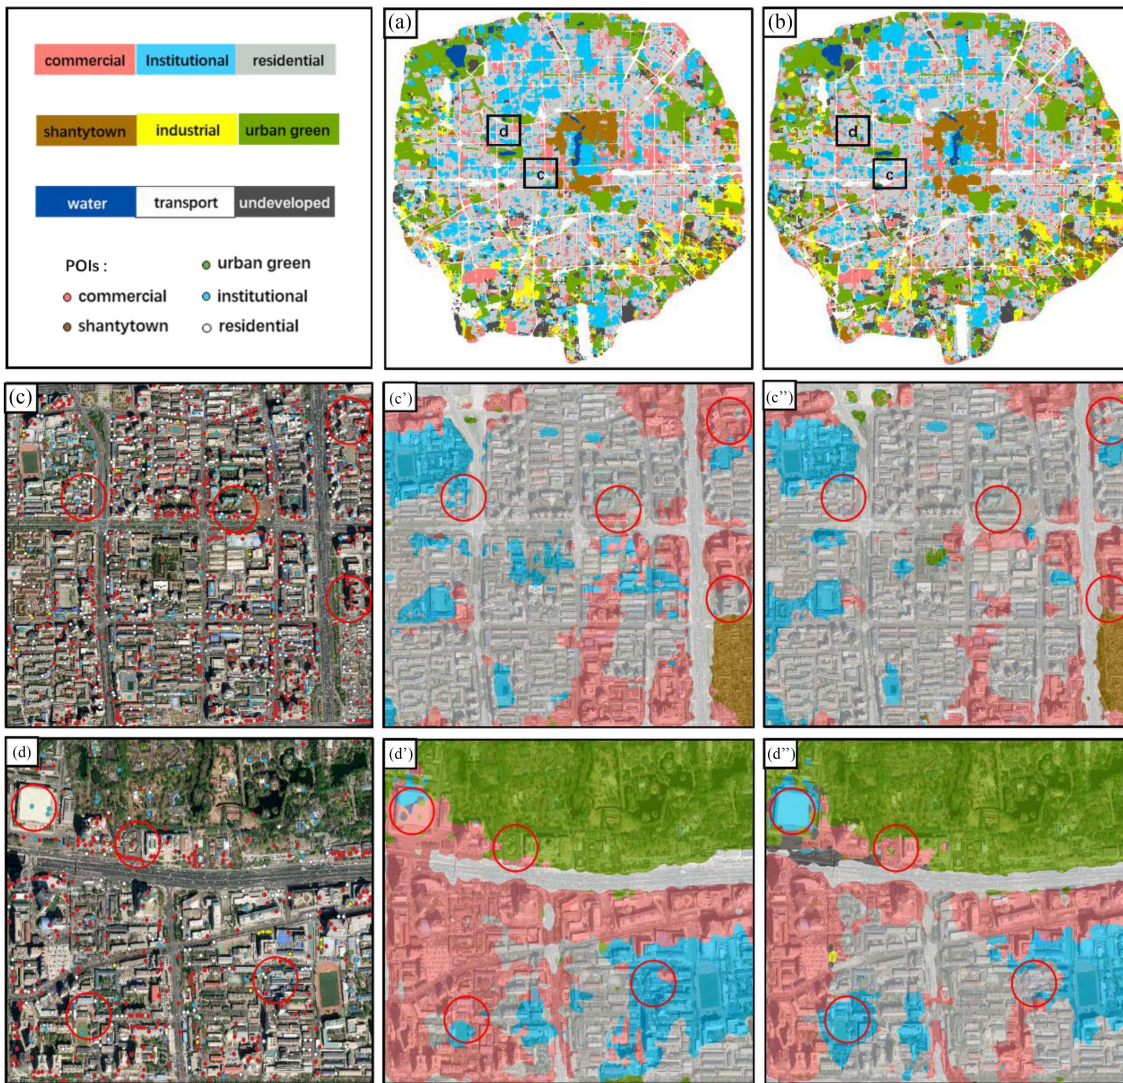 commercial Institutional residential
shantytown industrial urban green
water transport undeveloped
POIs :
urban green
commercial
institutional
shantytown
residential
(a)
d
c
(b)
d
c
(c)
(c')
(c'')
(d)
(d')
(d'')